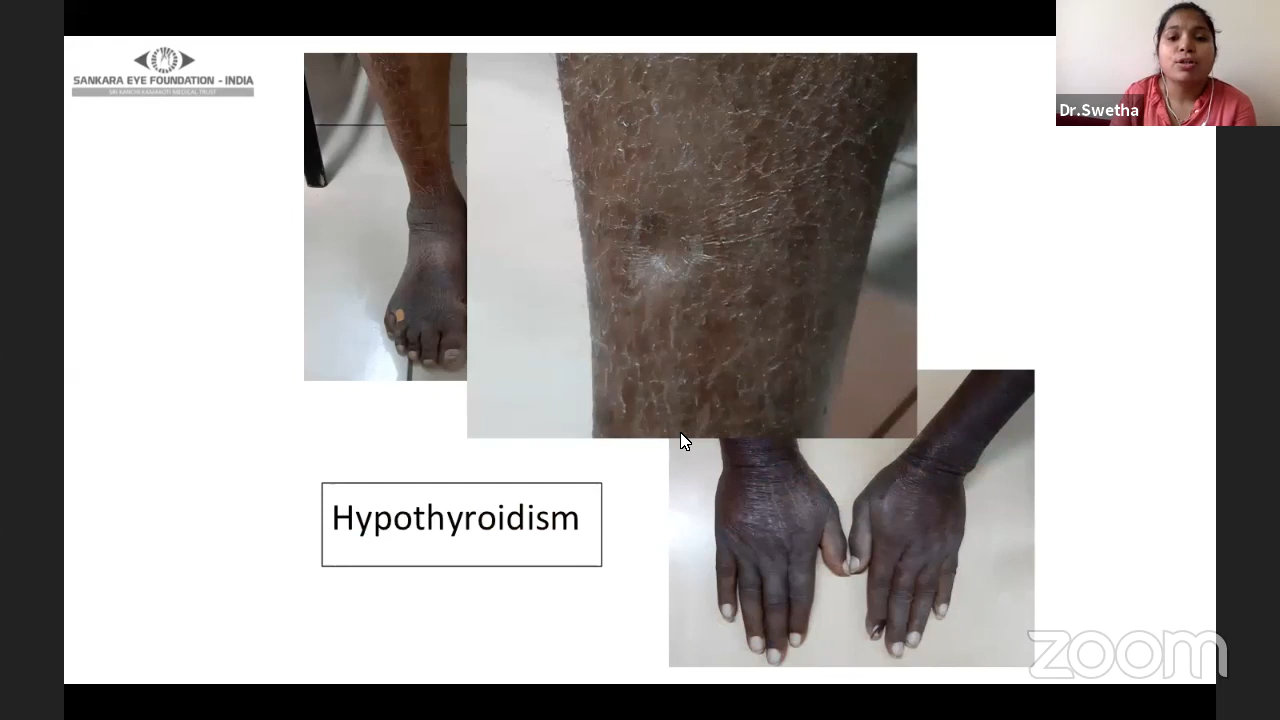 SANKARA EYE FOUNDATION - INDIA
SRI KANCHI KAMAKOTI MEDICAL TRUST
Dr.Swetha
Hypothyroidism
zoom